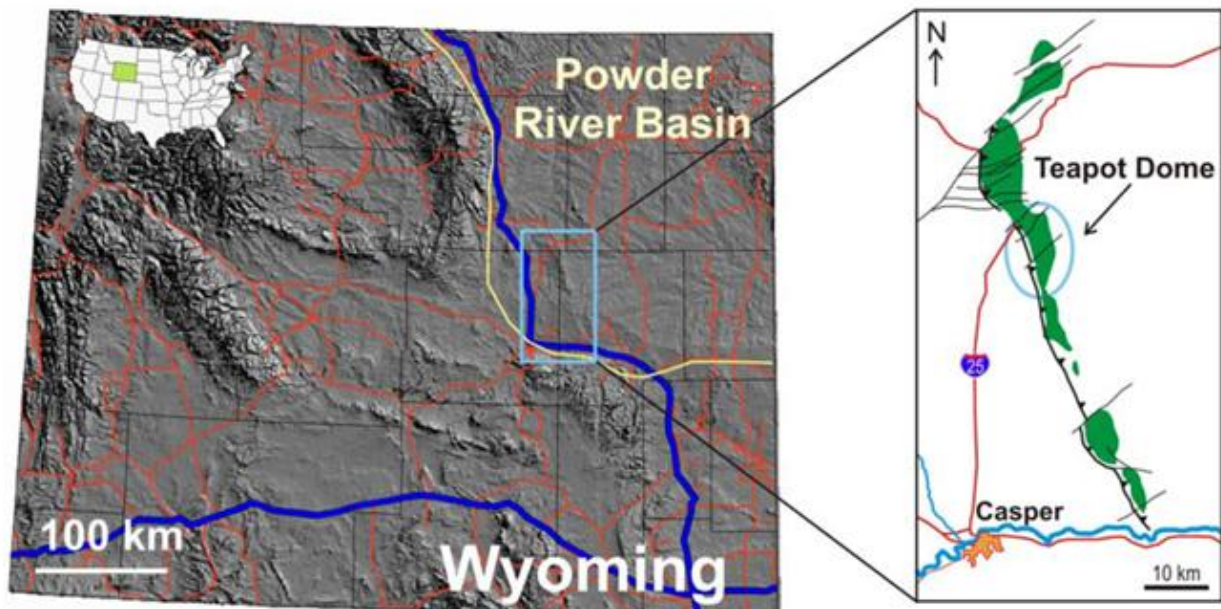 Powder
River Basin
100 km
Wyoming
N
Teapot Dome
25
Casper
10 km